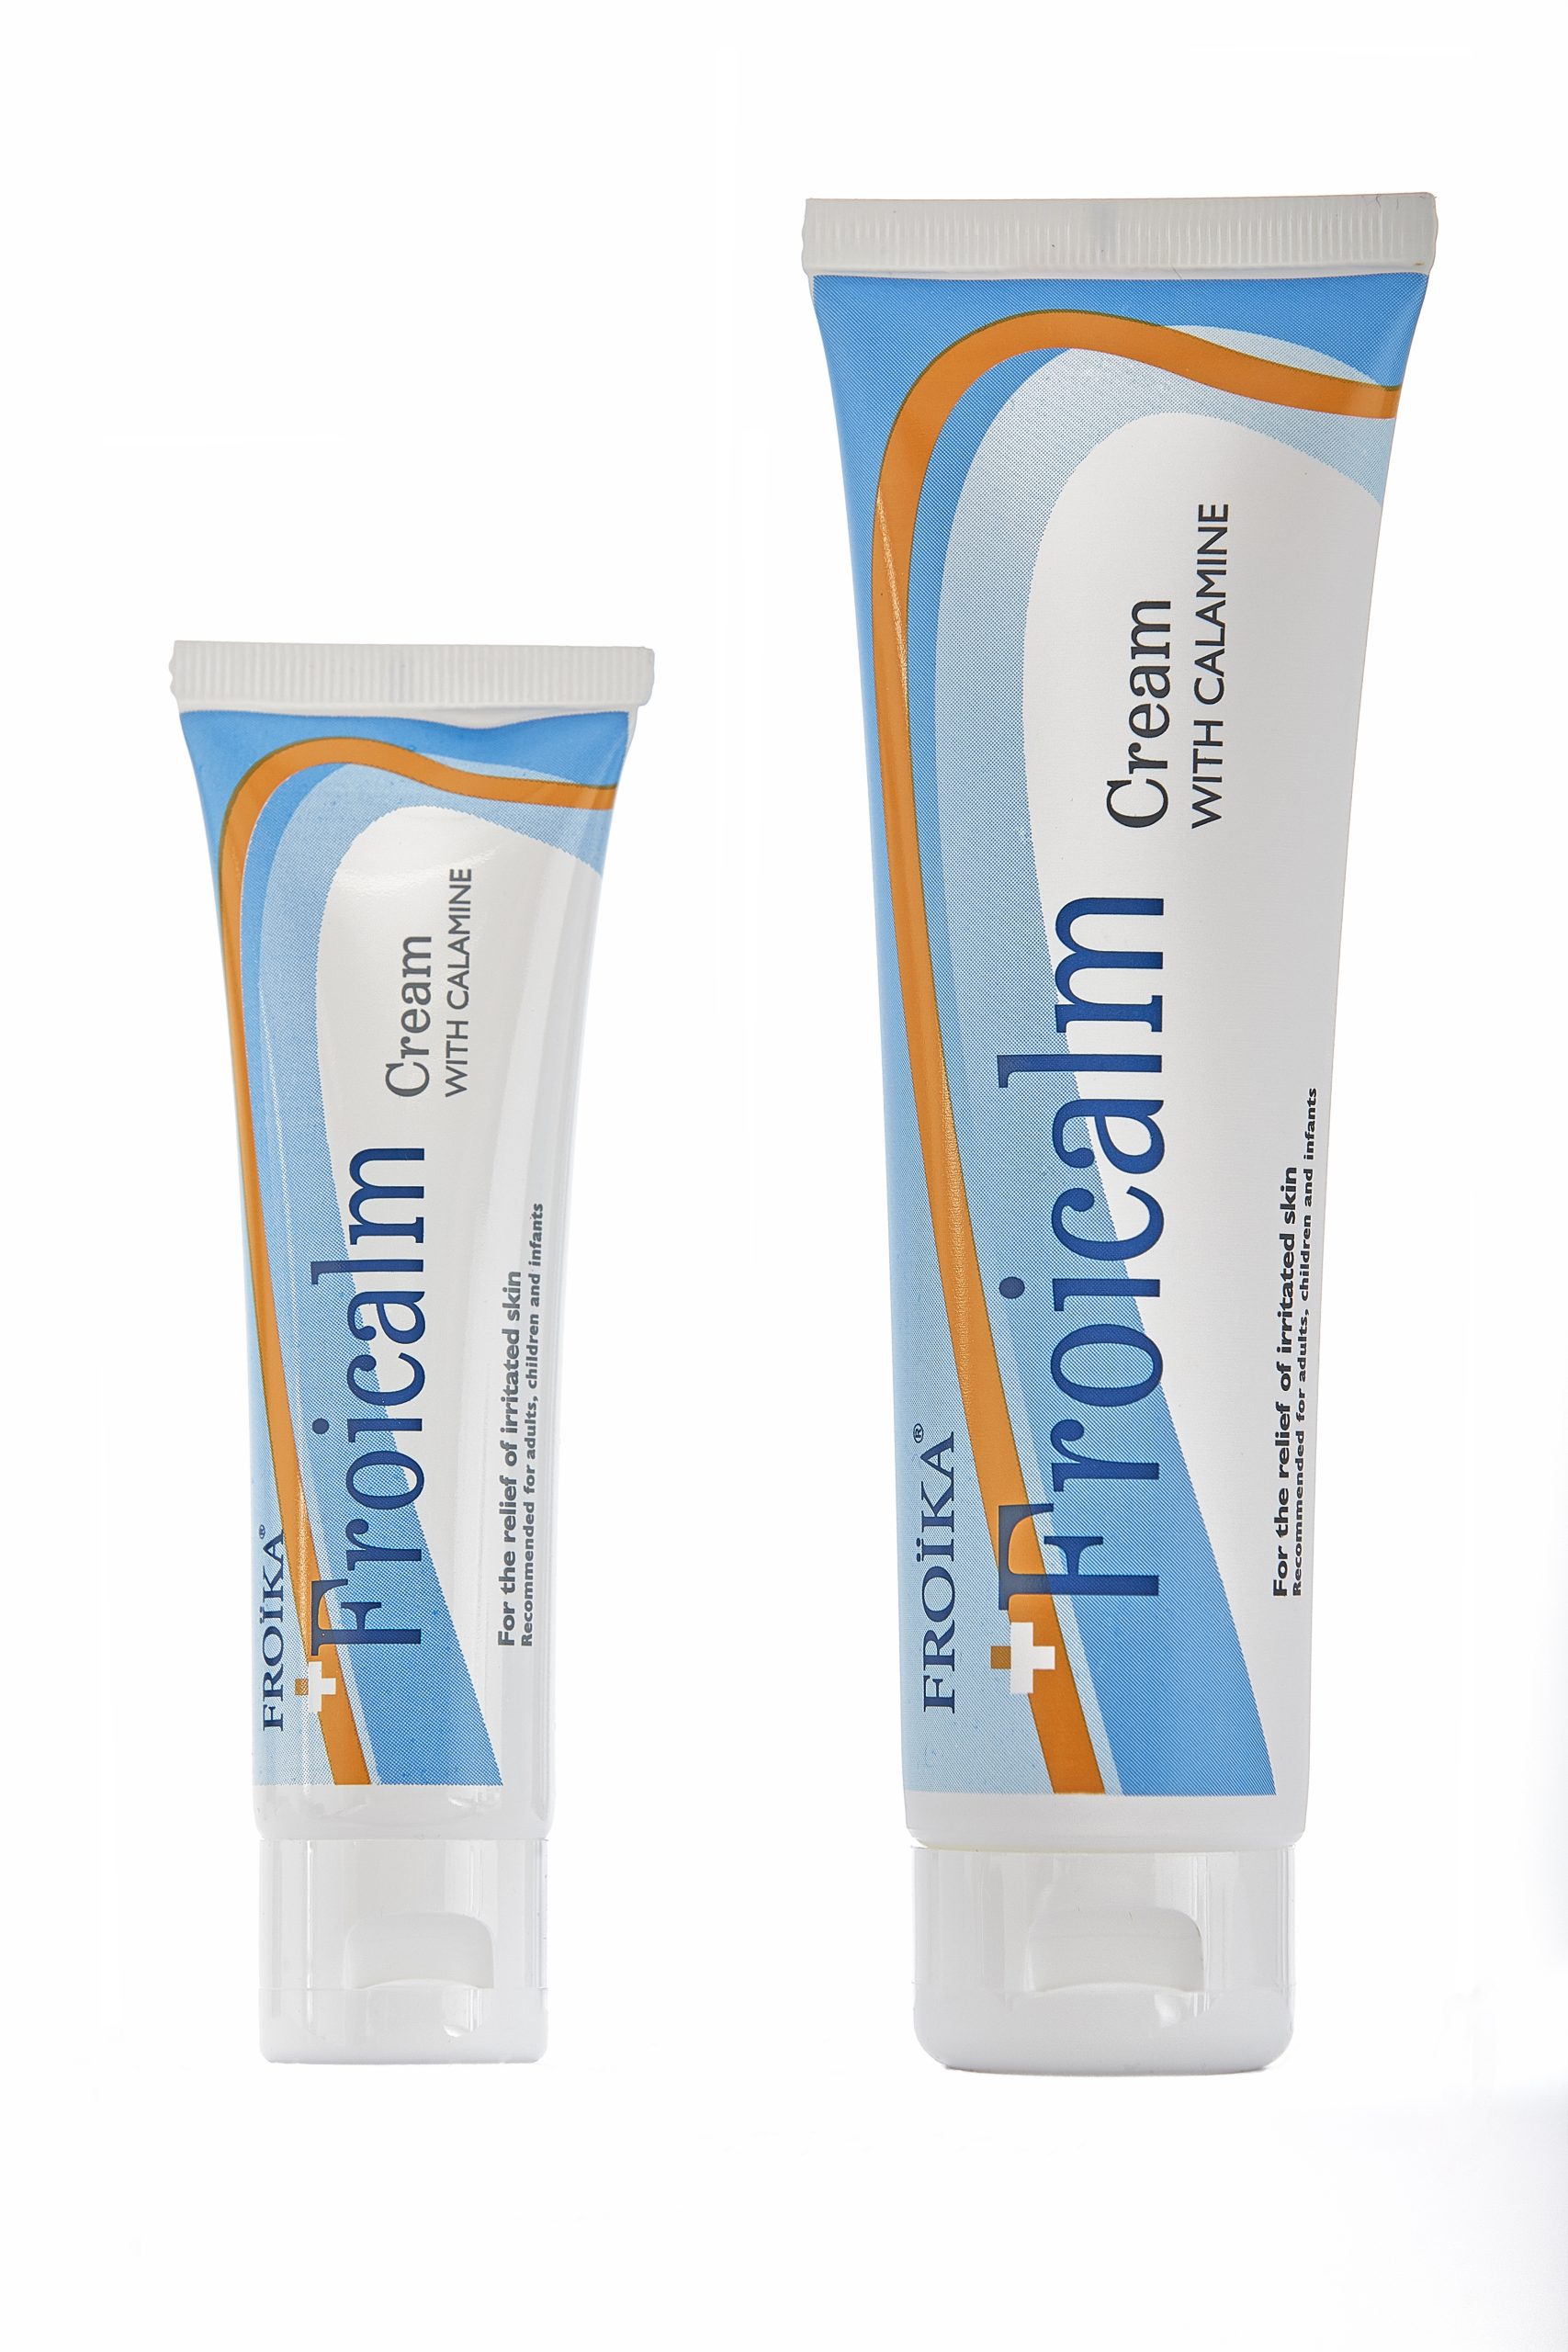 FROÏKA®
Froicalm Cream
WITH CALAMINE
For the relief of irritated skin
Recommended for adults, children and infants
FROÏKA®
Froicalm Cream
WITH CALAMINE
For the relief of irritated skin
Recommended for adults, children and infants